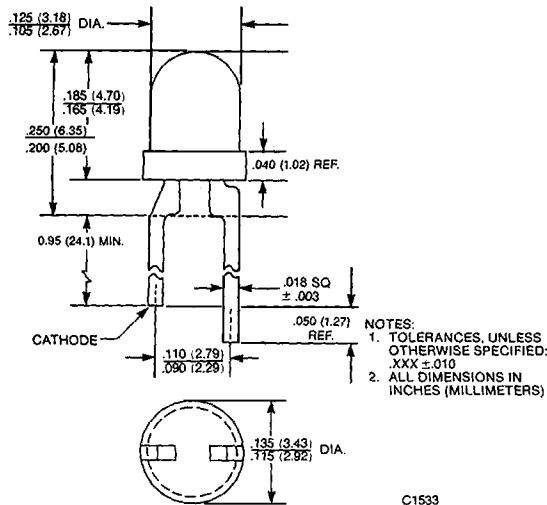 .125 (3.18) DIA.
.105 (2.67)
.185 (4.70)
.165 (4.19)
.250 (6.35)
.200 (5.08)
.040 (1.02) REF.
0.95 (24.1) MIN.
.018 SQ
± .003
.050 (1.27)
REF.
CATHODE
.110 (2.79)
.090 (2.29)
NOTES:
1. TOLERANCES, UNLESS
OTHERWISE SPECIFIED:
.XXX ±.010
2. ALL DIMENSIONS IN
INCHES (MILLIMETERS)
.135 (3.43) DIA.
.115 (2.92)
C1533